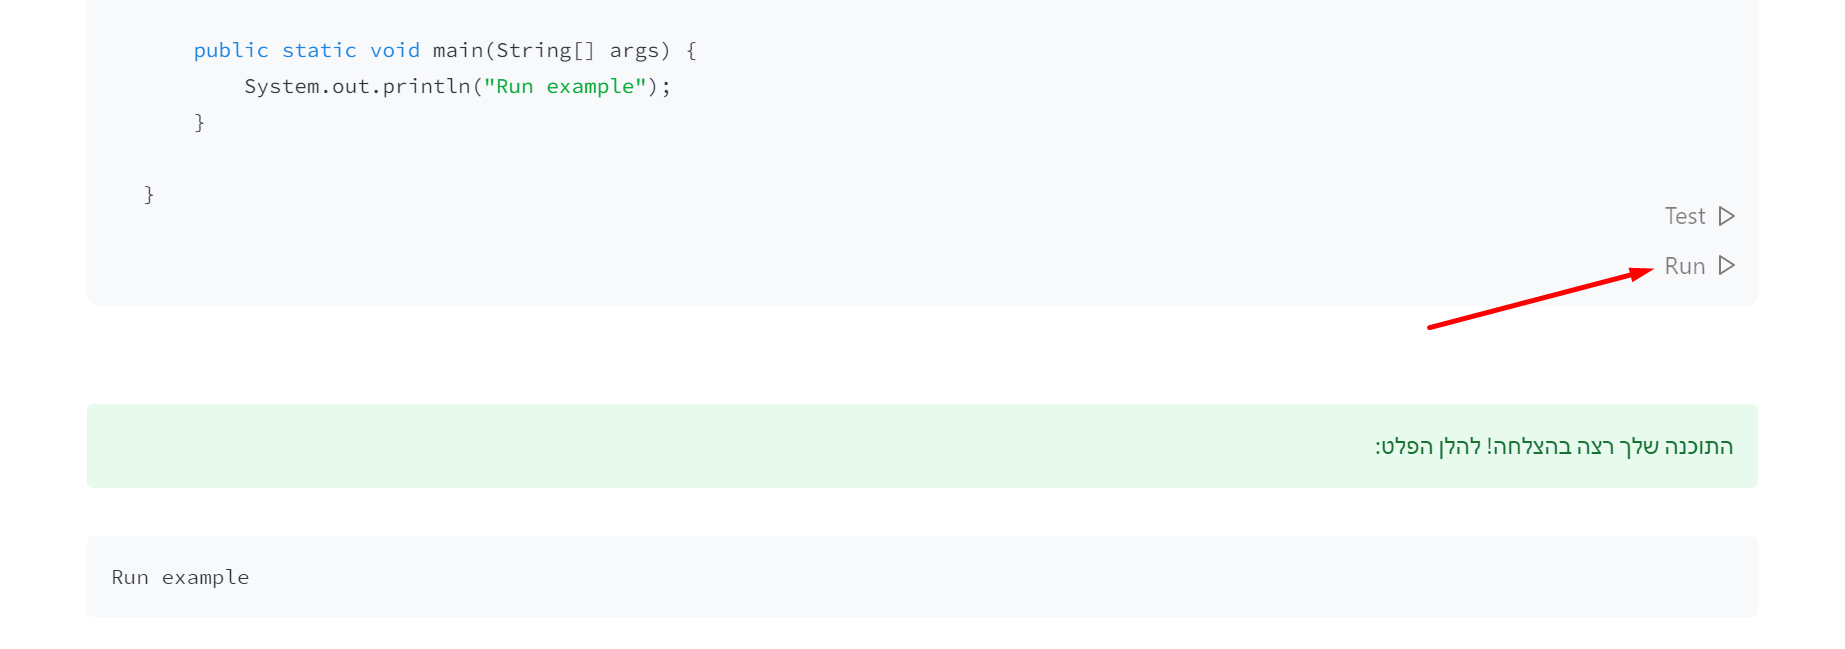 public static void main(String[] args) {
System.out.println("Run example");
}
}
Test
Run
התוכנה שלך רצה בהצלחה! להלן הפלט:
Run example